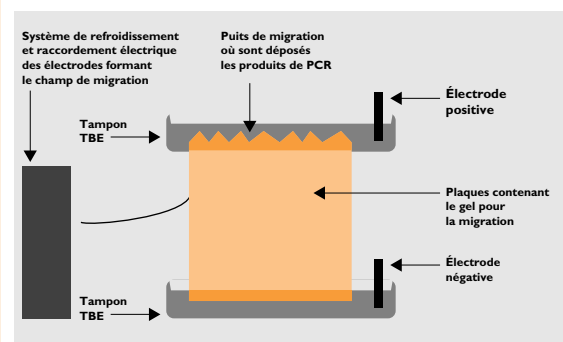 Système de refroidissement
et raccordement électrique
des électrodes formant
le champ de migration
Puits de migration
où sont déposés
les produits de PCR
Électrode
positive
Tampon
TBE
Plaques contenant
le gel pour
la migration
Électrode
négative
Tampon
TBE